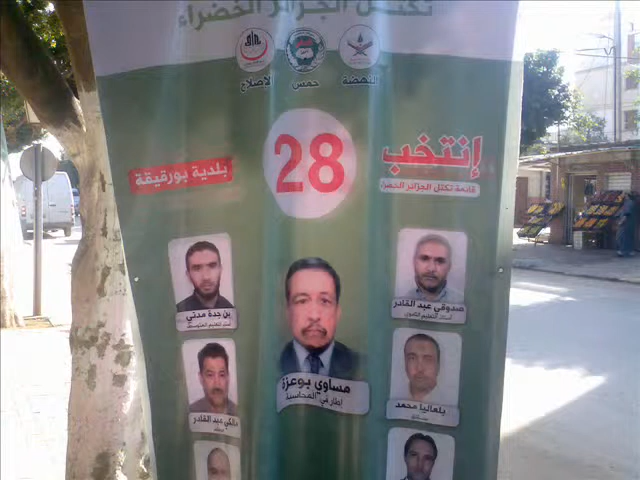 تكتل الجزائر الخضراء
النهضة
حمس
الإصلاح
إنتخب
28
قائمة تكتل الجزائر الخضراء
بلدية بورقيقة
صدوقي عبد القادر
بن جدة مدني
مساوي بوعزة
إطار في المحاسبة
بلعاليا محمد
مالكي عبد القادر